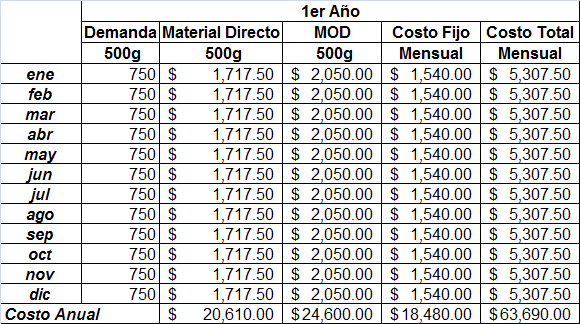 1er Año
Demanda Material Directo MOD Costo Fijo Costo Total
500g 500g 500g Mensual Mensual
ene 750 $ 1,717.50 $ 2,050.00 $ 1,540.00 $ 5,307.50
feb 750 $ 1,717.50 $ 2,050.00 $ 1,540.00 $ 5,307.50
mar 750 $ 1,717.50 $ 2,050.00 $ 1,540.00 $ 5,307.50
abr 750 $ 1,717.50 $ 2,050.00 $ 1,540.00 $ 5,307.50
may 750 $ 1,717.50 $ 2,050.00 $ 1,540.00 $ 5,307.50
jun 750 $ 1,717.50 $ 2,050.00 $ 1,540.00 $ 5,307.50
jul 750 $ 1,717.50 $ 2,050.00 $ 1,540.00 $ 5,307.50
ago 750 $ 1,717.50 $ 2,050.00 $ 1,540.00 $ 5,307.50
sep 750 $ 1,717.50 $ 2,050.00 $ 1,540.00 $ 5,307.50
oct 750 $ 1,717.50 $ 2,050.00 $ 1,540.00 $ 5,307.50
nov 750 $ 1,717.50 $ 2,050.00 $ 1,540.00 $ 5,307.50
dic 750 $ 1,717.50 $ 2,050.00 $ 1,540.00 $ 5,307.50
Costo Anual $ 20,610.00 $24,600.00 $18,480.00 $63,690.00